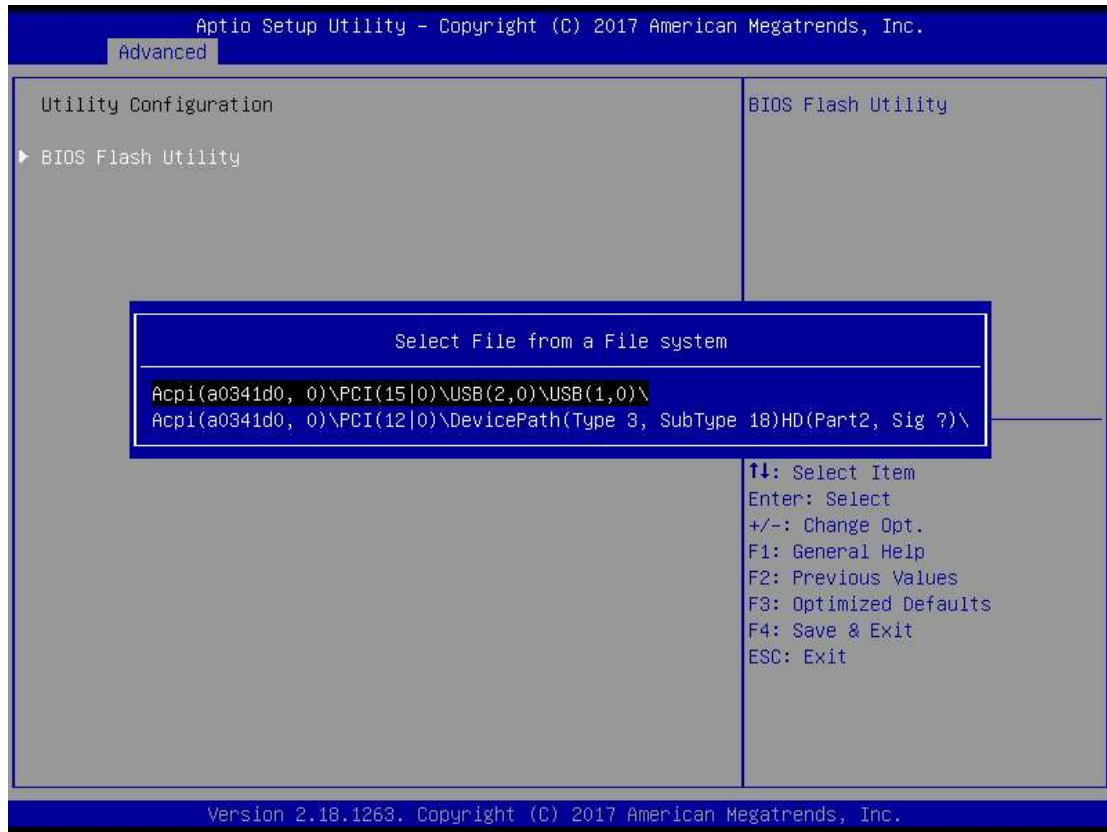 Aptio Setup Utility – Copyright (C) 2017 American Megatrends, Inc.
Advanced
Utility Configuration
BIOS Flash Utility
BIOS Flash Utility
Select File from a File system
Acpi(a0341d0, 0)\PCI(15|0)\USB(2,0)\USB(1,0)\
Acpi(a0341d0, 0)\PCI(12|0)\DevicePath(Type 3, SubType 18)HD(Part2, Sig ?)\
↑↓: Select Item
Enter: Select
+/-: Change Opt.
F1: General Help
F2: Previous Values
F3: Optimized Defaults
F4: Save & Exit
ESC: Exit
Version 2.18.1263. Copyright (C) 2017 American Megatrends, Inc.